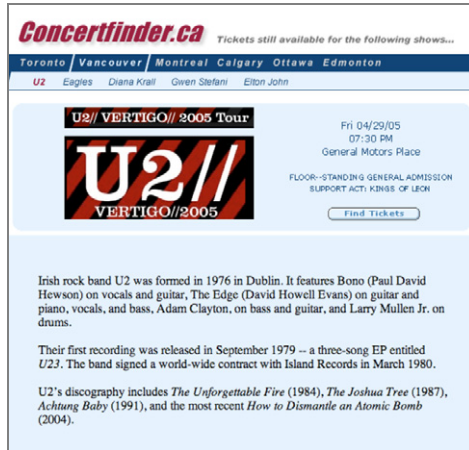 Concertfinder.ca Tickets still available for the following shows...
Toronto / Vancouver / Montreal Calgary Ottawa Edmonton
U2 Eagles Diana Krall Gwen Stefani Elton John
U2// VERTIGO// 2005 Tour
U2//
VERTIGO//2005
Fri 04/29/05
07:30 PM
General Motors Place
FLOOR--STANDING GENERAL ADMISSION
SUPPORT ACT: KINGS OF LEON
Find Tickets
Irish rock band U2 was formed in 1976 in Dublin. It features Bono (Paul David
Hewson) on vocals and guitar, The Edge (David Howell Evans) on guitar and
piano, vocals, and bass, Adam Clayton, on bass and guitar, and Larry Mullen Jr. on
drums.
Their first recording was released in September 1979 -- a three-song EP entitled
U23. The band signed a world-wide contract with Island Records in March 1980.
U2's discography includes The Unforgettable Fire (1984), The Joshua Tree (1987),
Achtung Baby (1991), and the most recent How to Dismantle an Atomic Bomb
(2004).